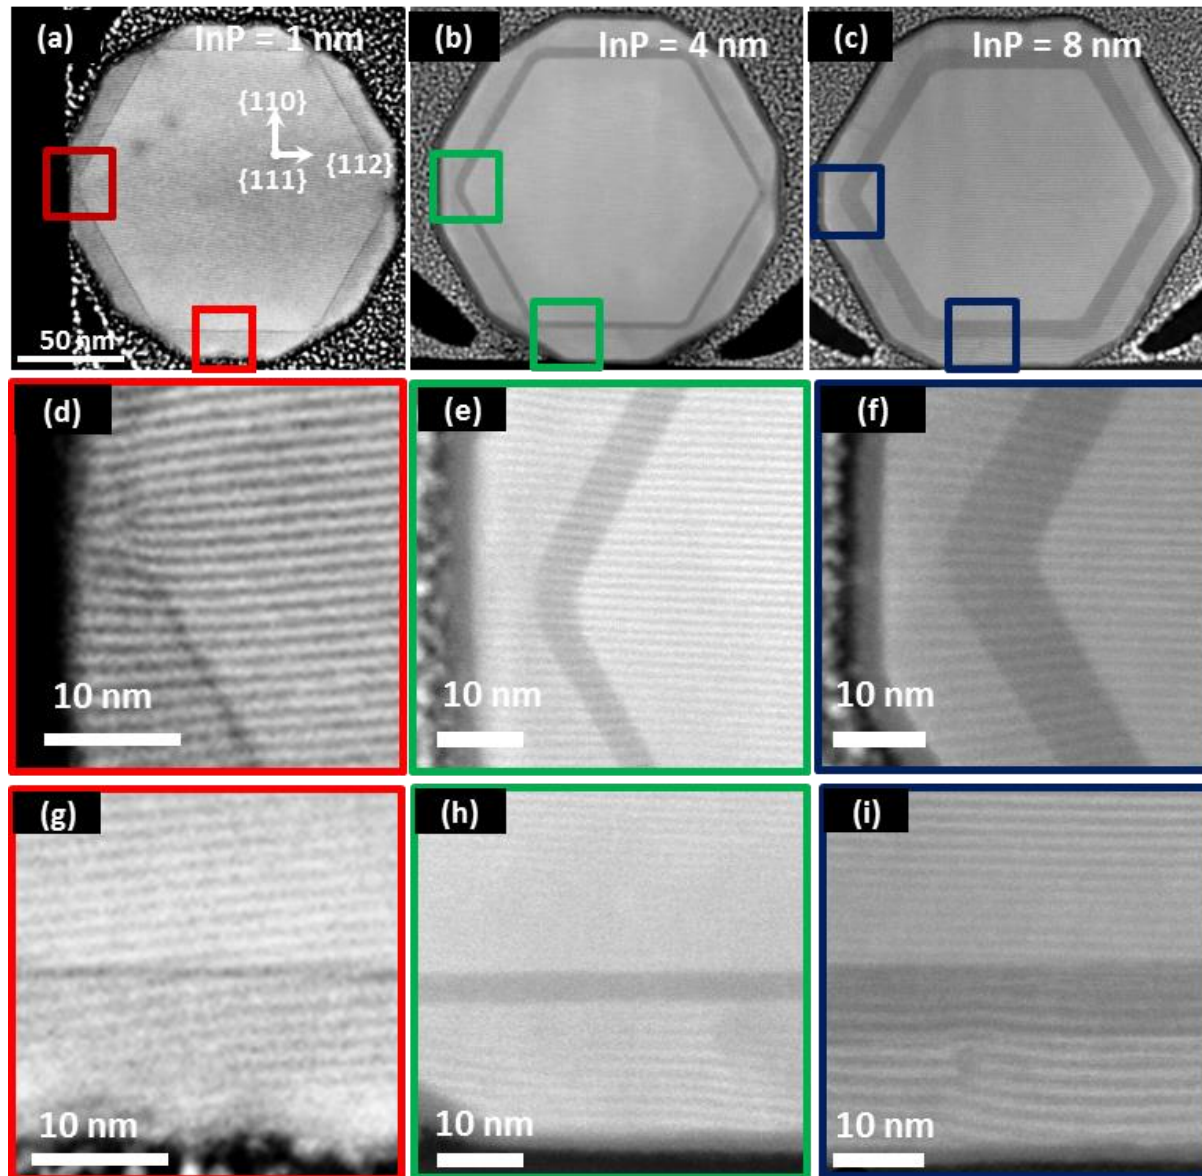 (a)
InP = 1 nm
{110}
{112}
{111}
50 nm
(b)
InP = 4 nm
(c)
InP = 8 nm
(d)
10 nm
(e)
10 nm
(f)
10 nm
(g)
10 nm
(h)
10 nm
(i)
10 nm